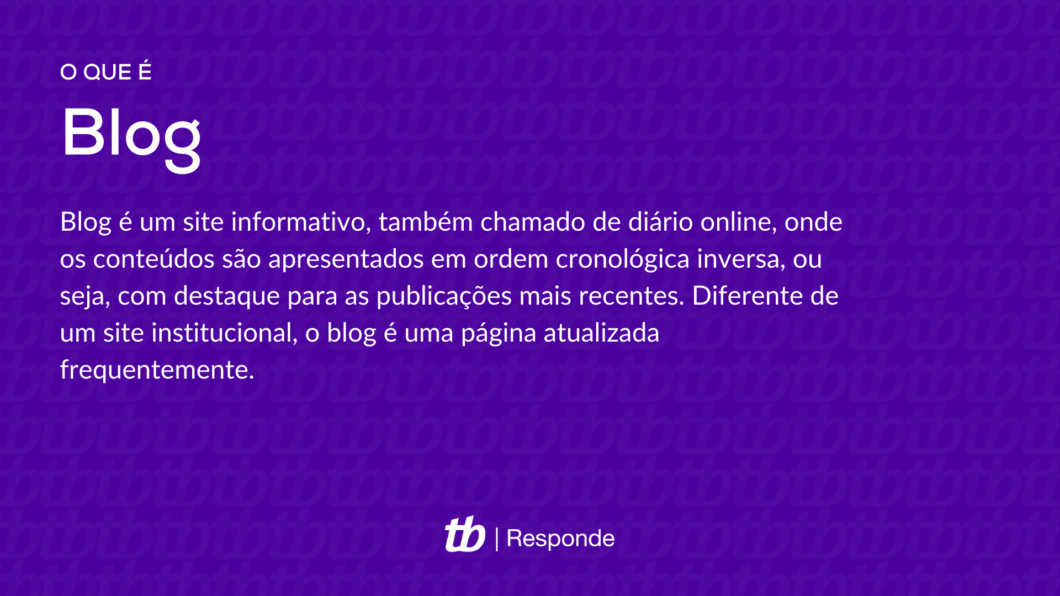 O QUE É
Blog
Blog é um site informativo, também chamado de diário online, onde
os conteúdos são apresentados em ordem cronológica inversa, ou
seja, com destaque para as publicações mais recentes. Diferente de
um site institucional, o blog é uma página atualizada
frequentemente.
tb | Responde